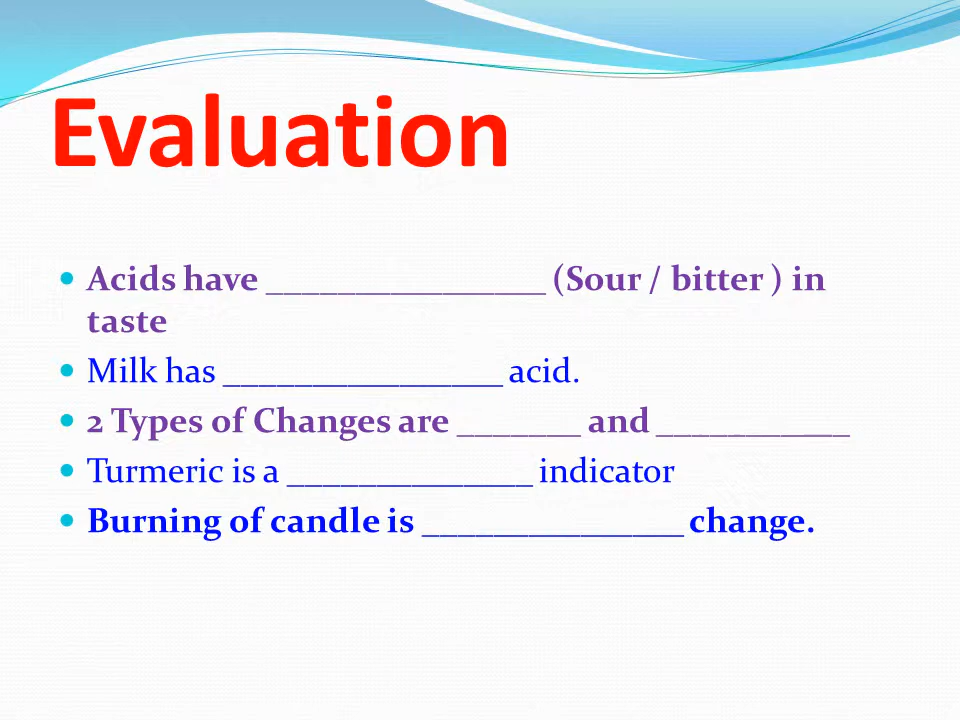 Evaluation
Acids have ________________ (Sour / bitter ) in
taste
Milk has ________________ acid.
2 Types of Changes are _______ and ___________
Turmeric is a ______________ indicator
Burning of candle is _______________ change.